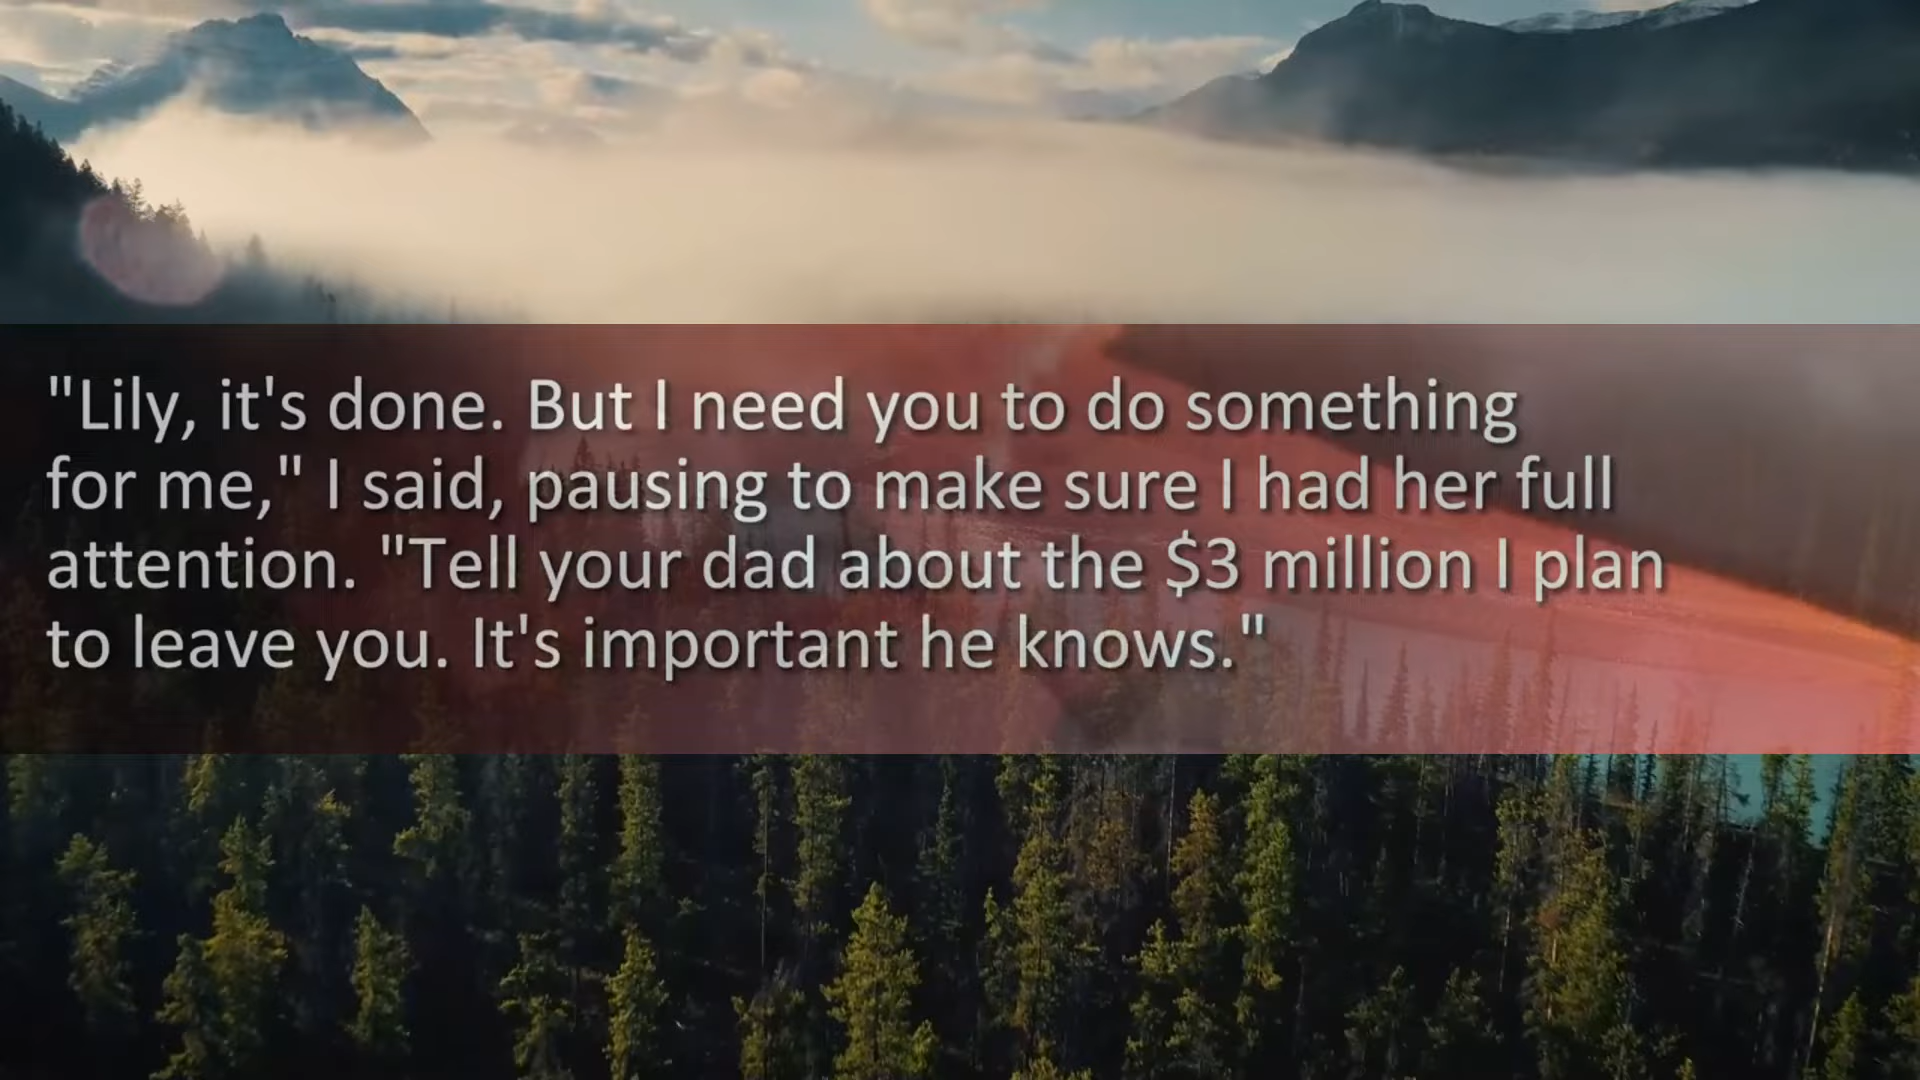 "Lily, it's done. But I need you to do something
for me," I said, pausing to make sure I had her full
attention. "Tell your dad about the $3 million I plan
to leave you. It's important he knows."